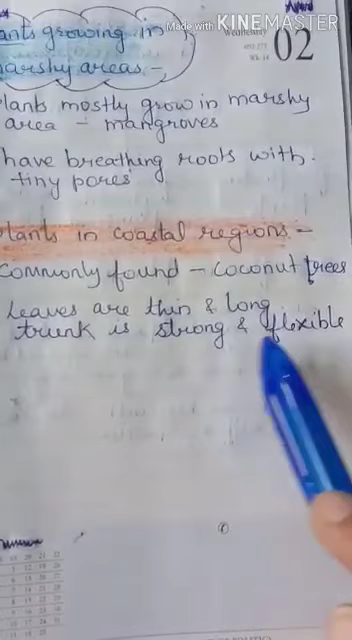 Made with KINEMASTER
Wednesday
02
ants growing in
marshy areas -
lants mostly grow in marshy
area - mangroves
have breathing roots with
tiny pores
lants in coastal regions -
commonly found - coconut trees
leaves are thin & long
trunk is strong & flexible